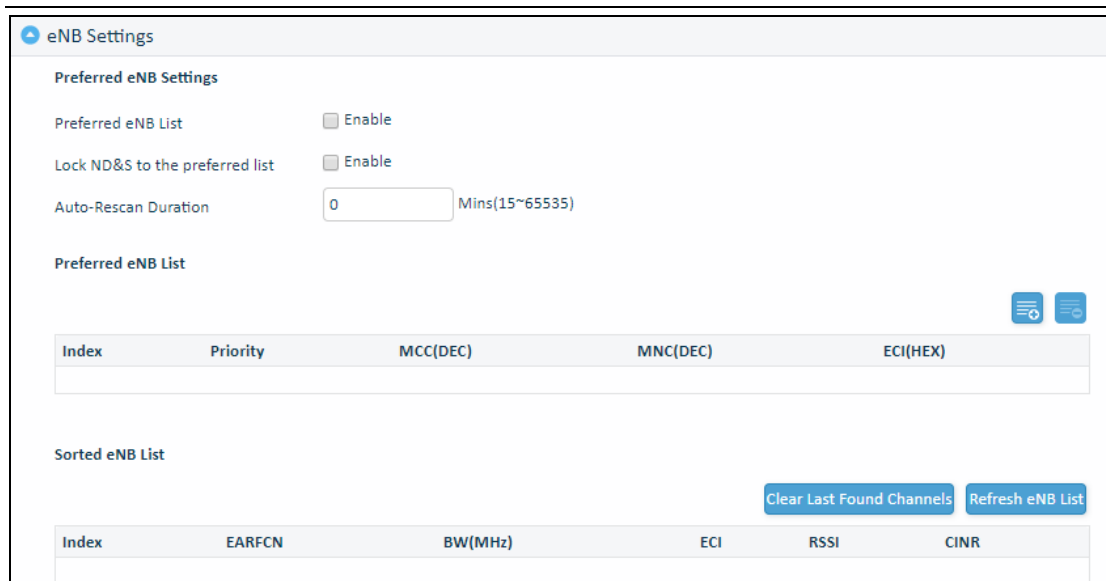 eNB Settings
Preferred eNB Settings
Preferred eNB List Enable
Lock ND&S to the preferred list Enable
Auto-Rescan Duration 0 Mins(15~65535)
Preferred eNB List
Index Priority MCC(DEC) MNC(DEC) ECI(HEX)
Sorted eNB List
Clear Last Found Channels Refresh eNB List
Index EARFCN BW(MHz) ECI RSSI CINR